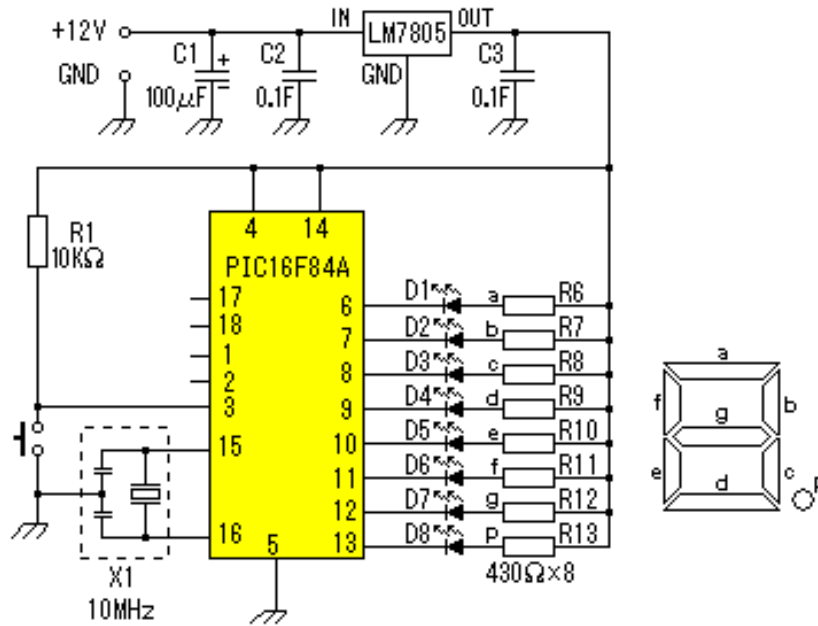 +12V
IN
LM7805
OUT
GND
C1
+
100μF
C2
0.1F
GND
C3
0.1F
R1
10KΩ
4
14
PIC16F84A
17
18
1
2
3
15
16
5
6
7
8
9
10
11
12
13
D1
a
R6
D2
b
R7
D3
c
R8
D4
d
R9
D5
e
R10
D6
f
R11
D7
g
R12
D8
p
R13
430Ω×8
X1
10MHz
a
f
b
g
e
c
d